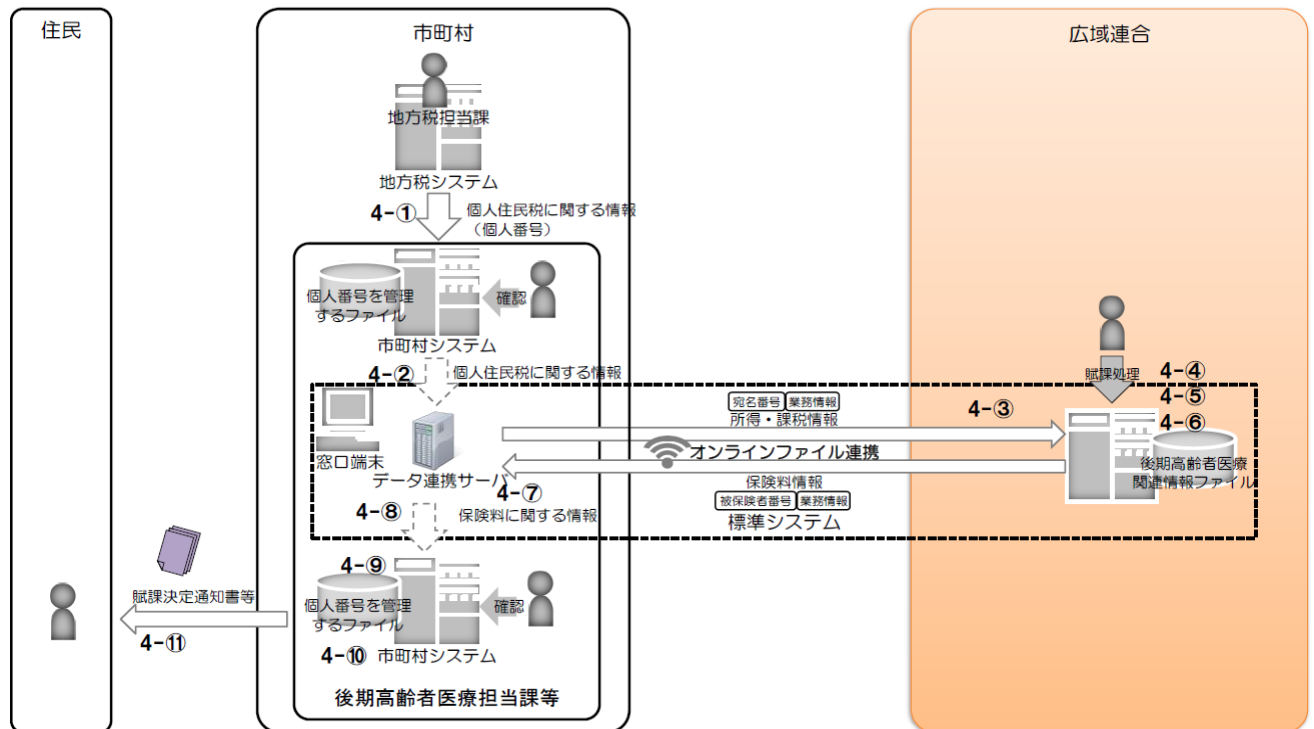 住民
市町村
広域連合
地方税担当課
地方税システム
4-①
個人住民税に関する情報
（個人番号）
個人番号を管理
するファイル
確認
市町村システム
4-②
個人住民税に関する情報
賦課処理
4-④
4-⑤
4-⑥
宛名番号 業務情報
所得・課税情報
4-③
窓口端末
データ連携サーバ
オンラインファイル連携
後期高齢者医療
関連情報ファイル
4-⑦
保険料情報
被保険者番号 業務情報
標準システム
4-⑧
保険料に関する情報
4-⑨
個人番号を管理
するファイル
確認
4-⑩
市町村システム
賦課決定通知書等
4-⑪
後期高齢者医療担当課等